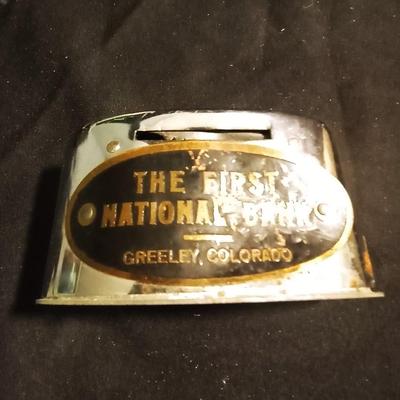 THE FIRST
NATIONAL BANK
GREELEY, COLORADO